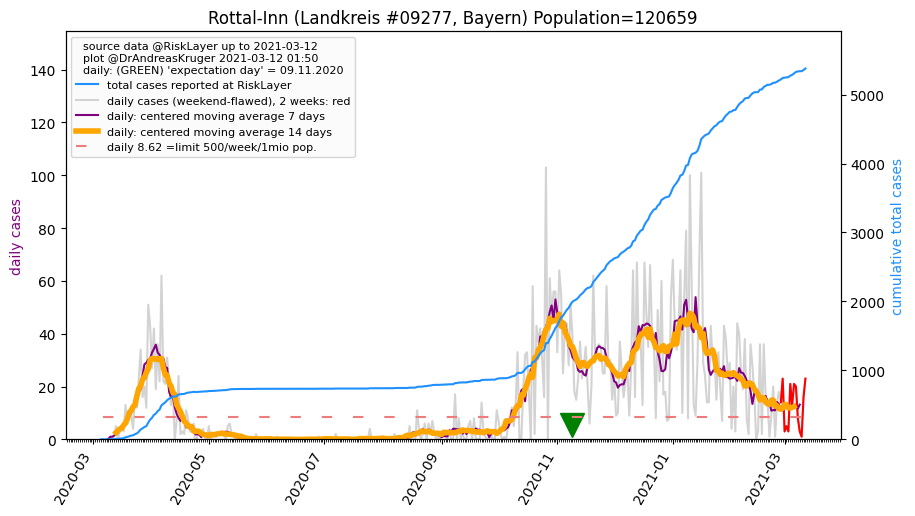 Rottal-Inn (Landkreis #09277, Bayern) Population=120659
source data @RiskLayer up to 2021-03-12
plot @DrAndreasKruger 2021-03-12 01:50
daily: (GREEN) 'expectation day' = 09.11.2020
total cases reported at RiskLayer
daily cases (weekend-flawed), 2 weeks: red
daily: centered moving average 7 days
daily: centered moving average 14 days
daily 8.62 =limit 500/week/1mio pop.
daily cases
140
120
100
80
60
40
20
0
cumulative total cases
5000
4000
3000
2000
1000
0
2020-03
2020-05
2020-07
2020-09
2020-11
2021-01
2021-03